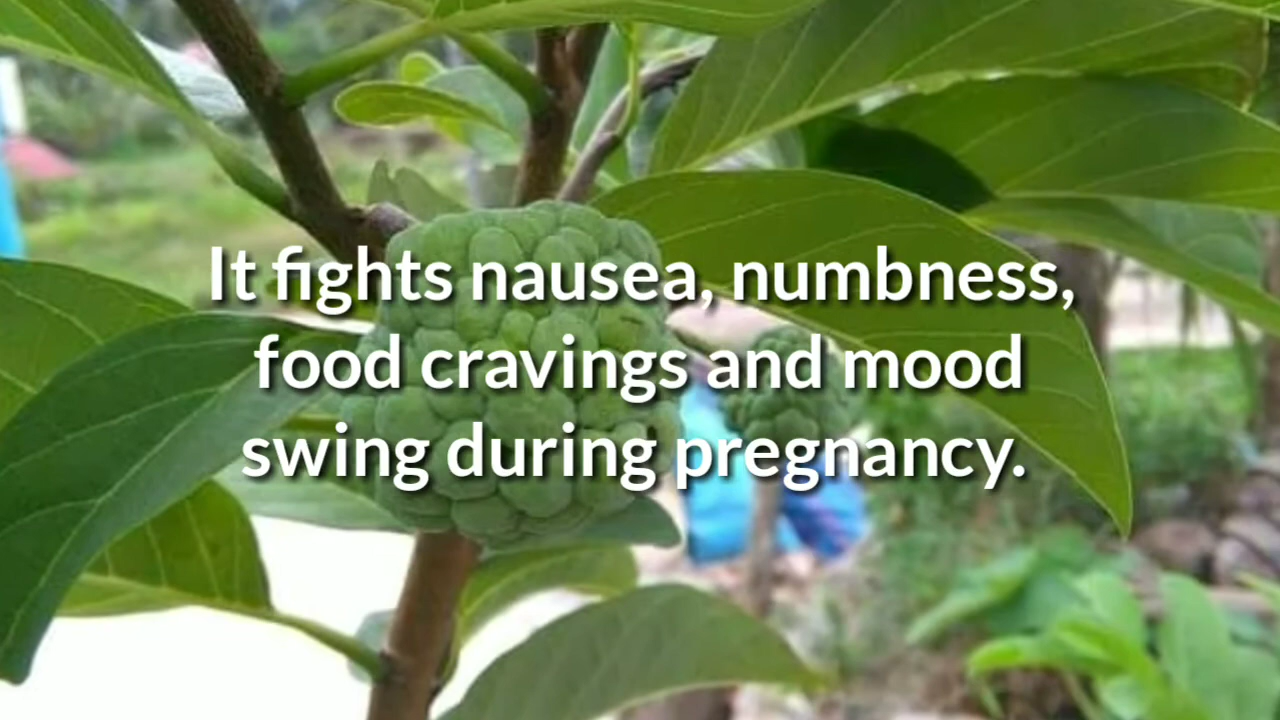 It fights nausea, numbness,
food cravings and mood
swing during pregnancy.